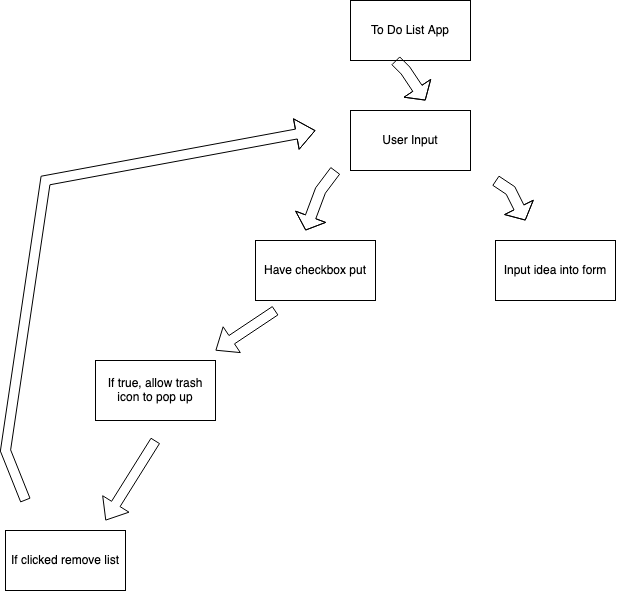 To Do List App
User Input
Have checkbox put
Input idea into form
If true, allow trash
icon to pop up
If clicked remove list